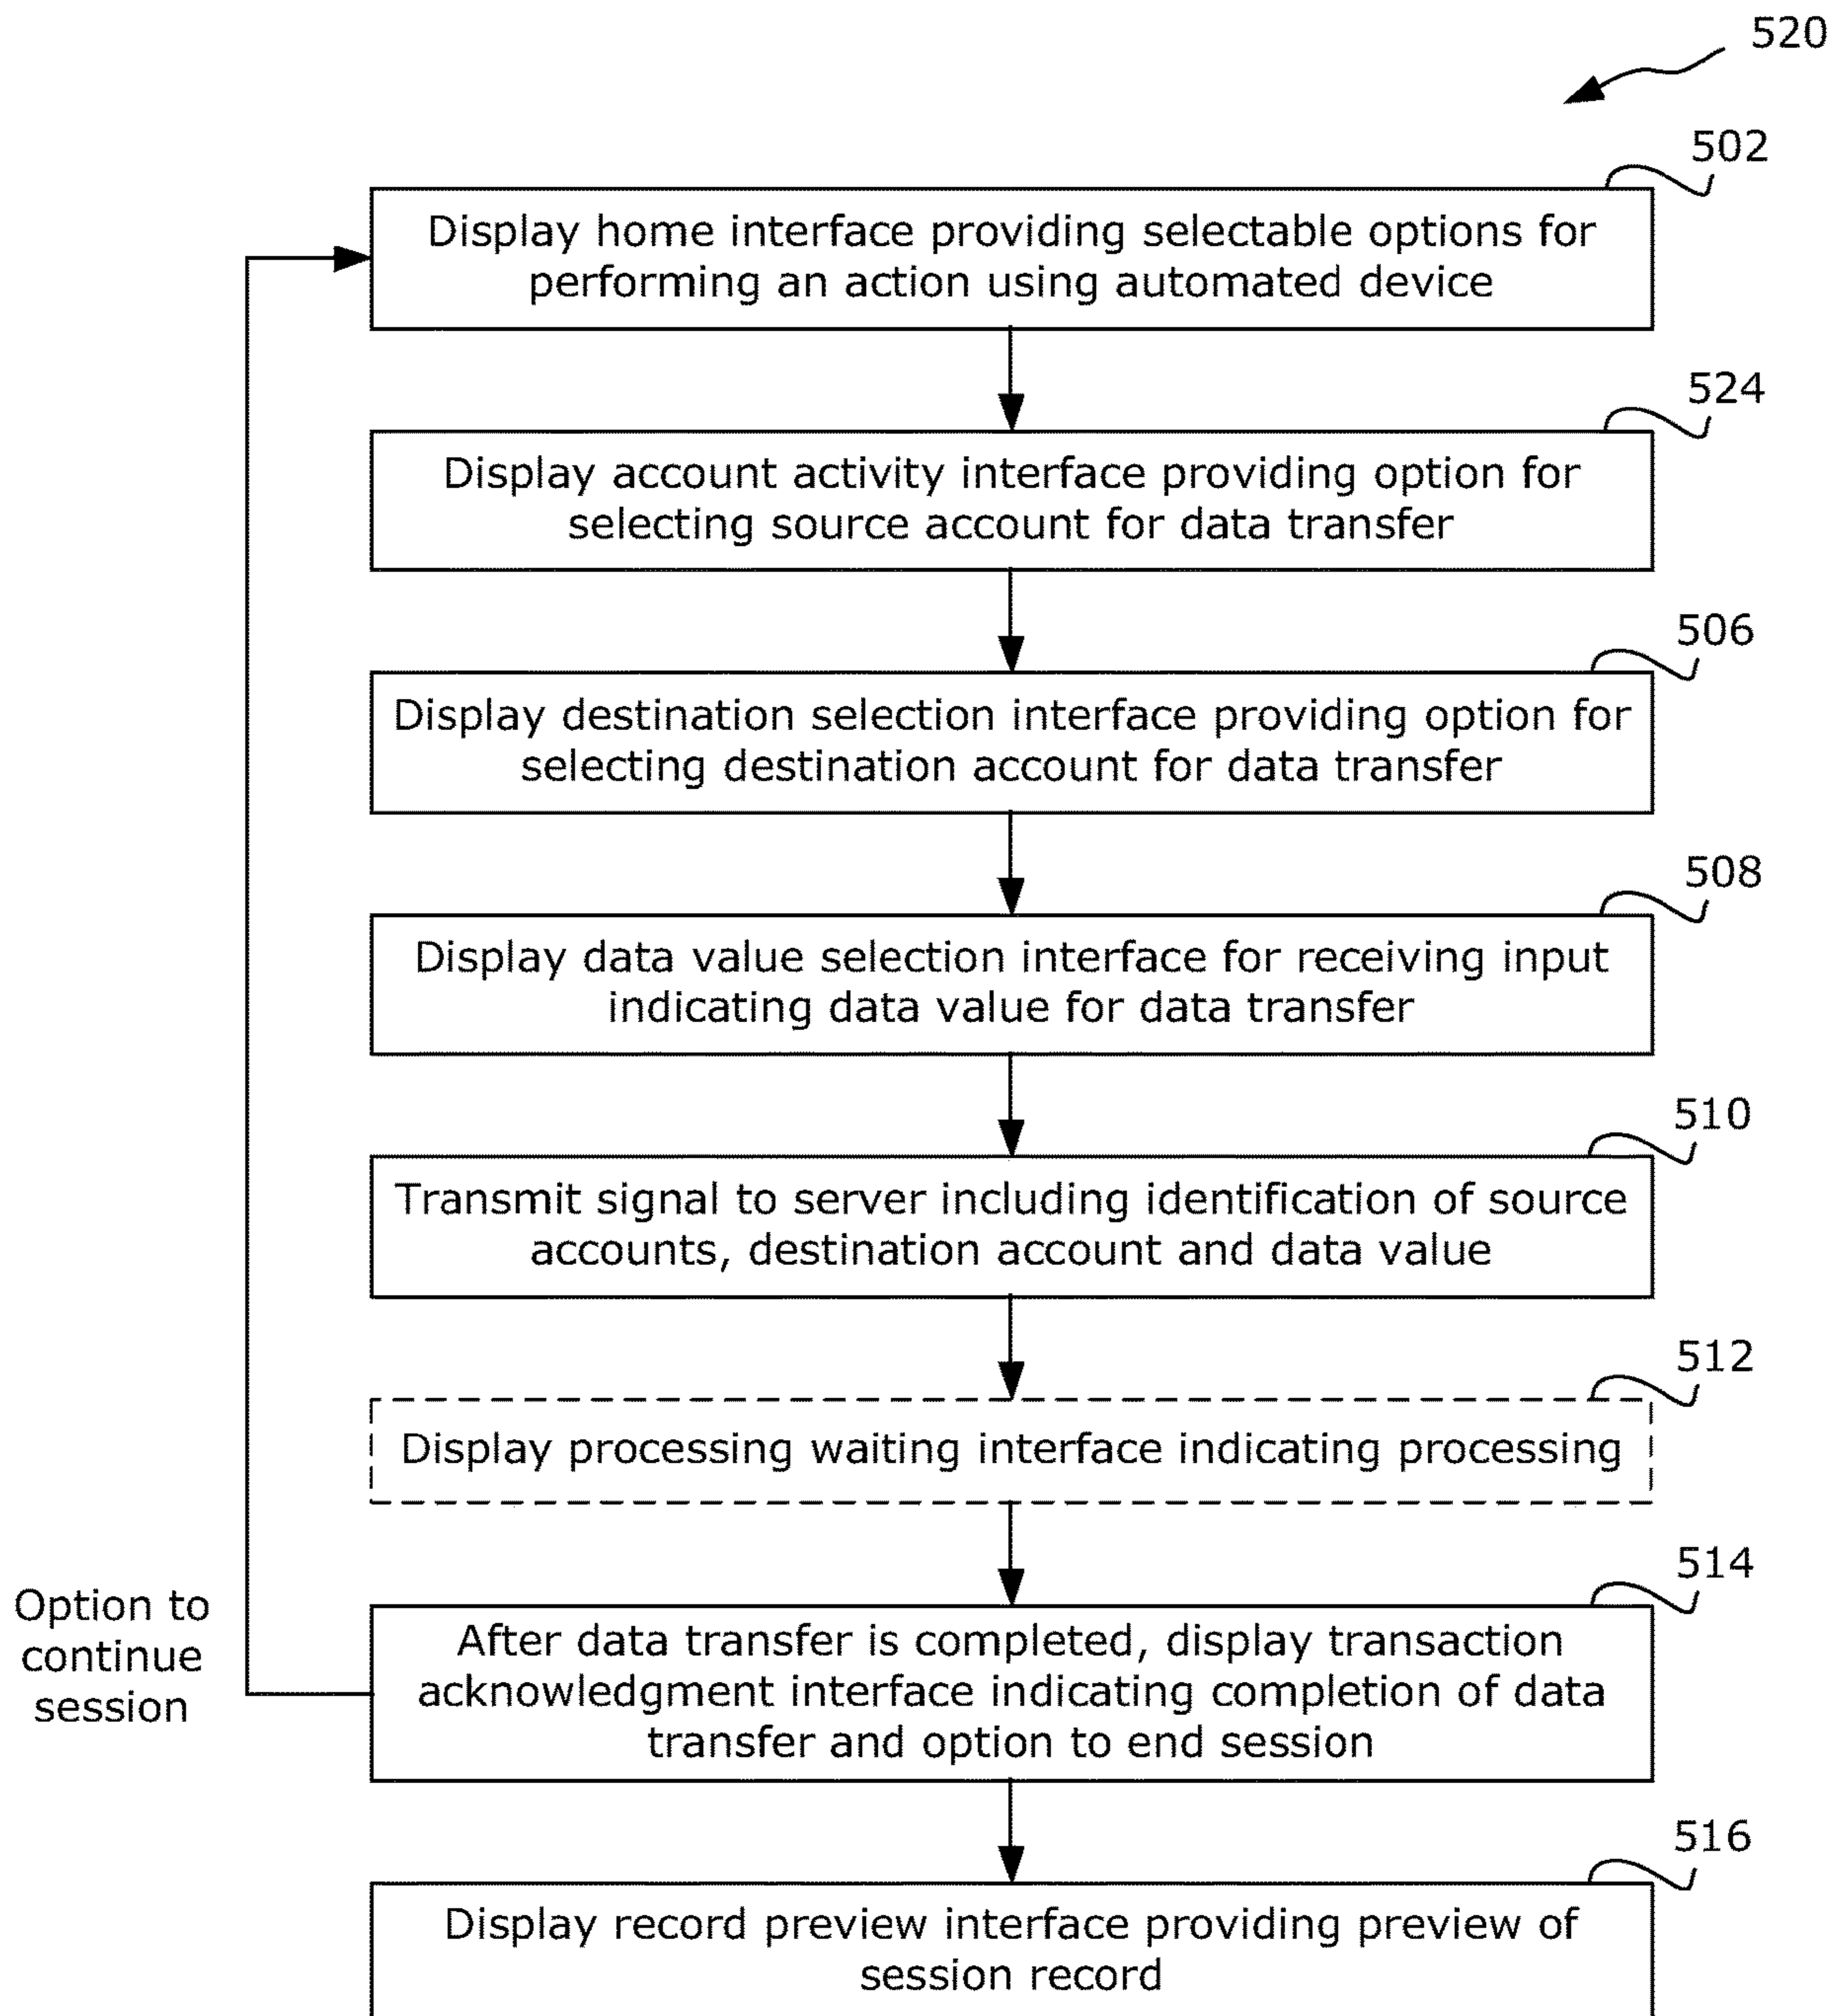 520
502
Display home interface providing selectable options for
performing an action using automated device
524
Display account activity interface providing option for
selecting source account for data transfer
506
Display destination selection interface providing option for
selecting destination account for data transfer
508
Display data value selection interface for receiving input
indicating data value for data transfer
510
Transmit signal to server including identification of source
accounts, destination account and data value
512
Display processing waiting interface indicating processing
514
Option to
continue
session
After data transfer is completed, display transaction
acknowledgment interface indicating completion of data
transfer and option to end session
516
Display record preview interface providing preview of
session record